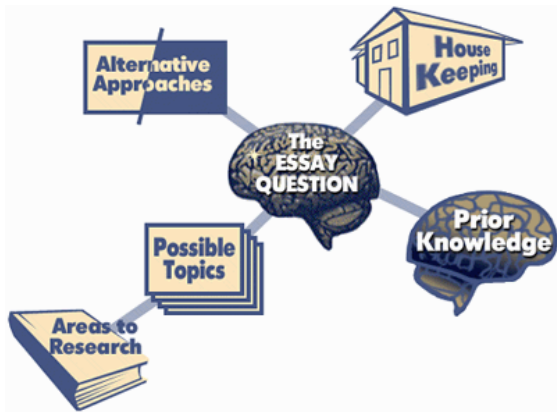 Alternative
Approaches
House
Keeping
The
ESSAY
QUESTION
Prior
Knowledge
Possible
Topics
Areas to
Research